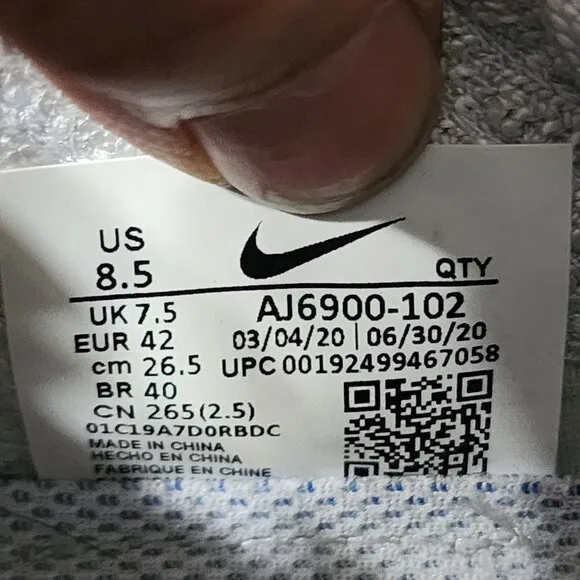 US
8.5
QTY
UK 7.5
AJ6900-102
EUR 42
03/04/20 | 06/30/20
cm 26.5
UPC 00192499467058
BR 40
CN 265(2.5)
01C19A7D0RBDC
MADE IN CHINA
HECHO EN CHINA
FABRIQUE EN CHINE